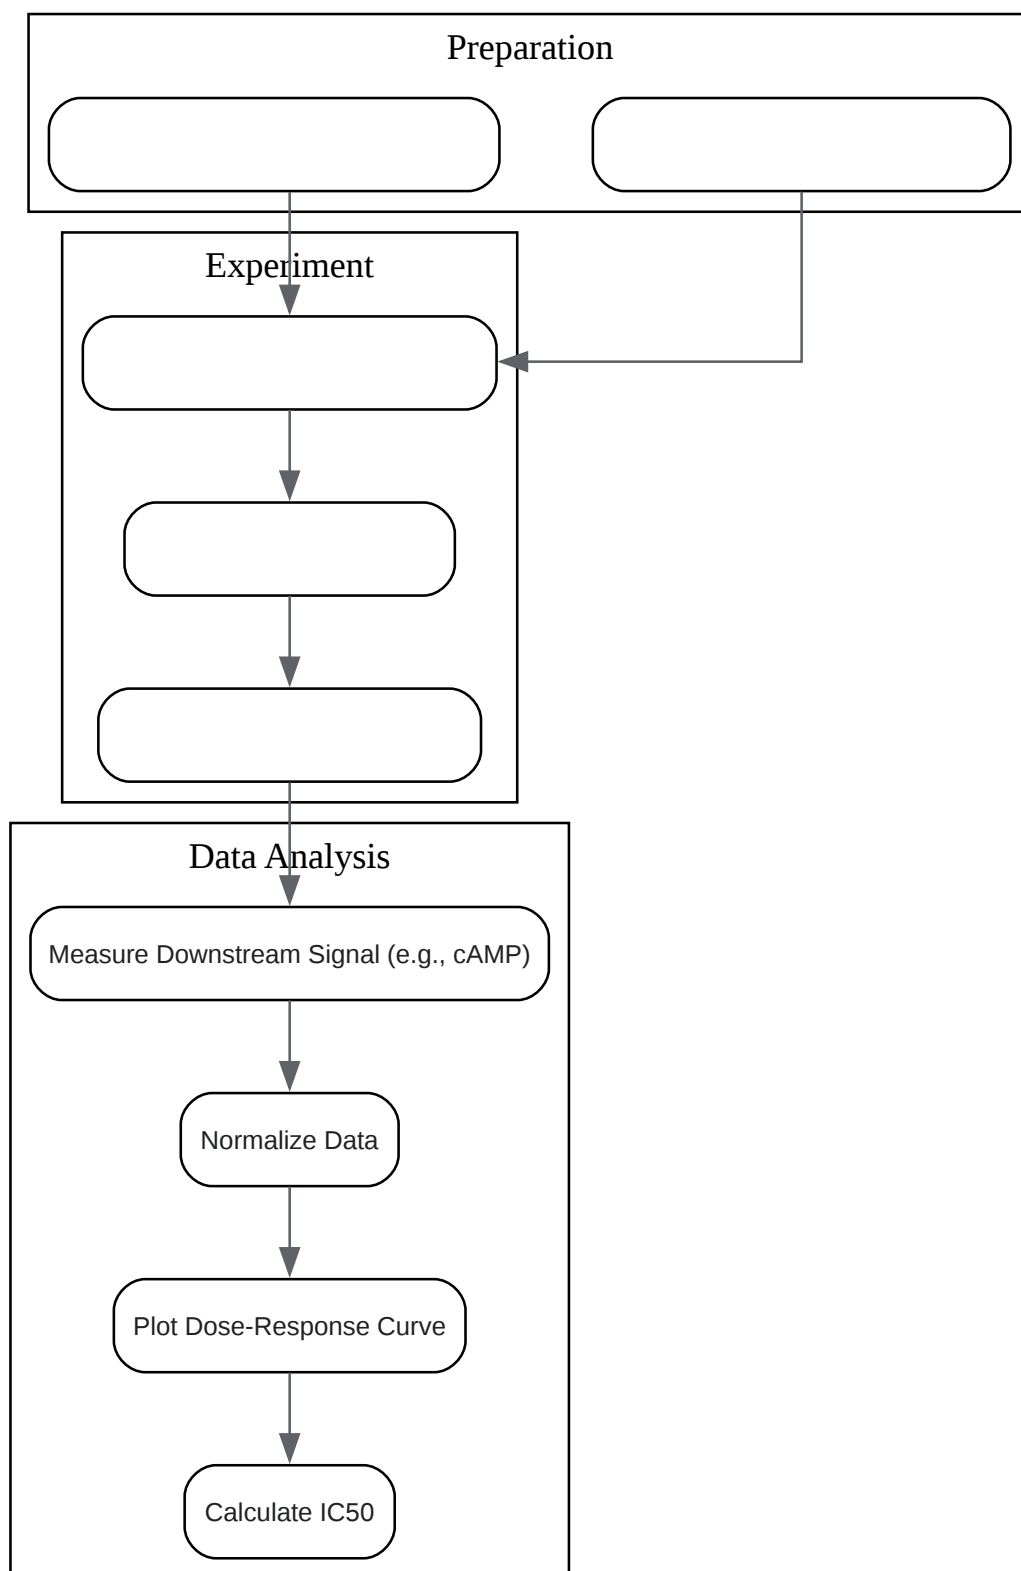 Preparation
Experiment
Data Analysis
Measure Downstream Signal (e.g., cAMP)
Normalize Data
Plot Dose-Response Curve
Calculate IC50